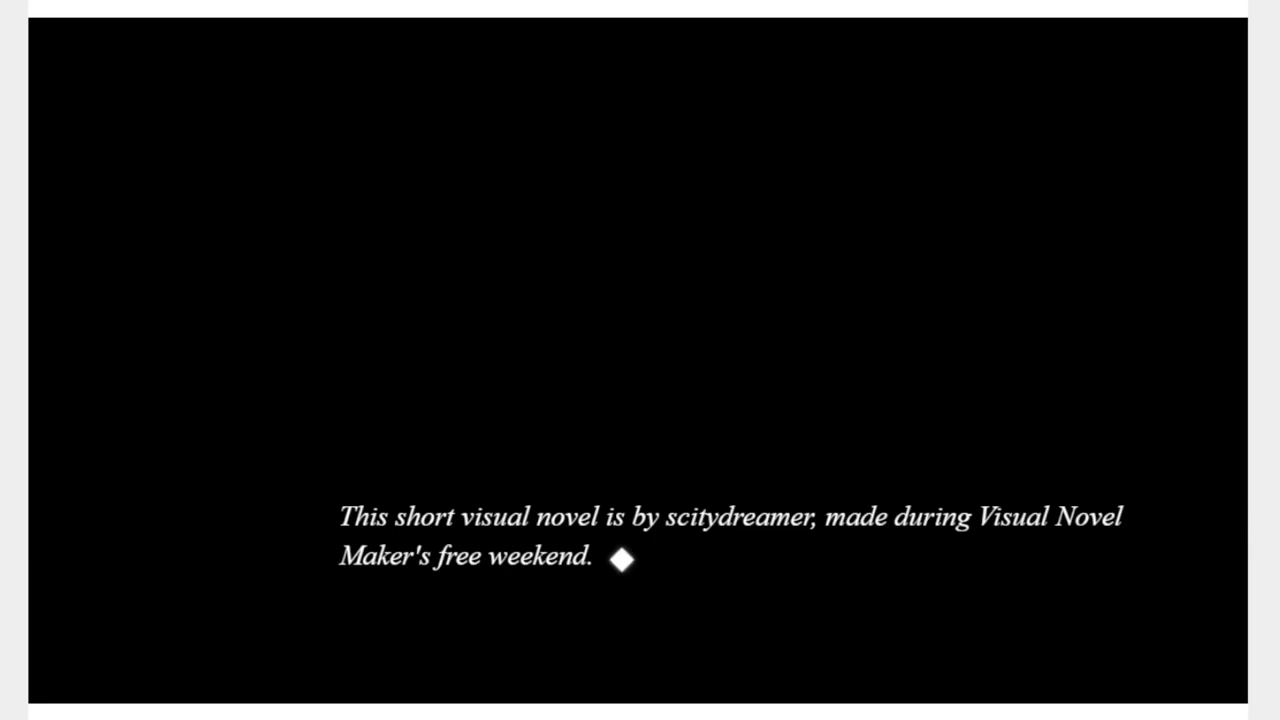 This short visual novel is by scitydreamer, made during Visual Novel
Maker's free weekend.